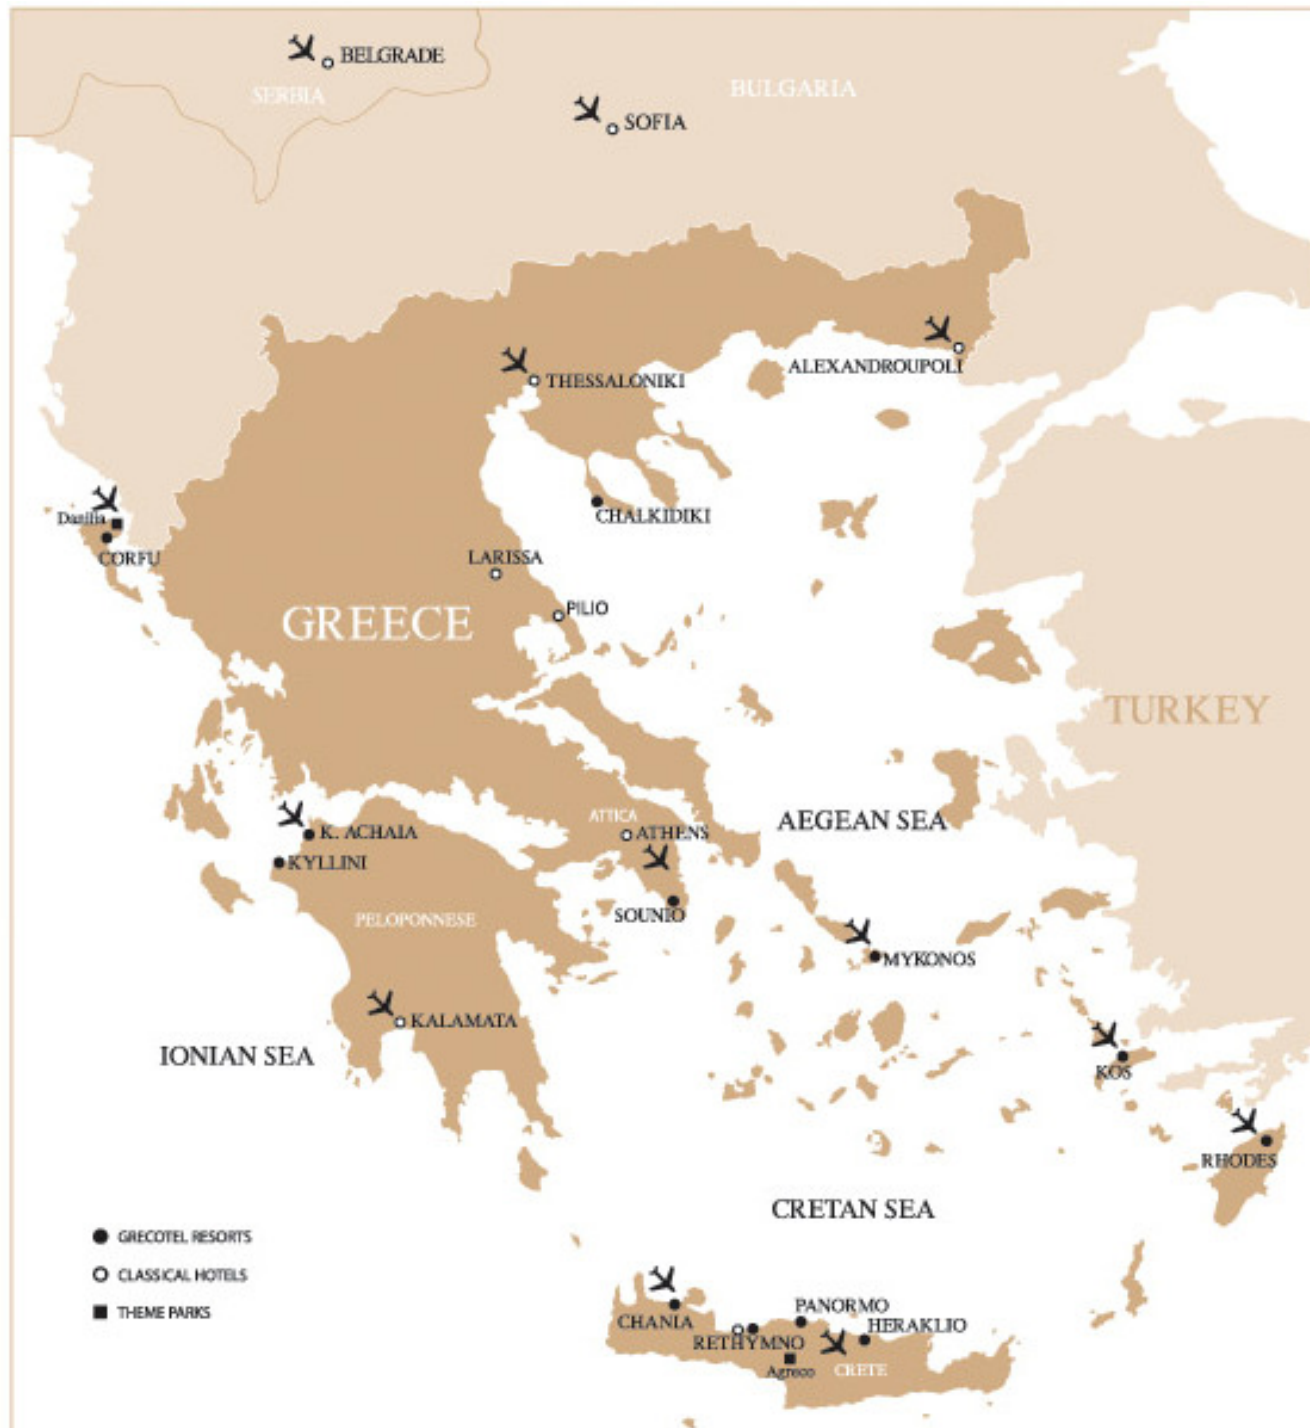 BELGRADE
SERBIA
BULGARIA
SOFIA
ALEXANDROUPOLI
THESSALONIKI
CHALKIDIKI
Danilia
CORFU
LARISSA
PILIO
GREECE
TURKEY
ATTICA
ATHENS
AEGEAN SEA
K. ACHAIA
KYLLINI
PELOPONNESE
SOUNIO
MYKONOS
KALAMATA
IONIAN SEA
KOS
RHODES
CRETAN SEA
GRECOTEL RESORTS
CLASSICAL HOTELS
THEME PARKS
CHANIA
PANORMO
HERAKLIO
RETHYMNO
Agreco
CRETE